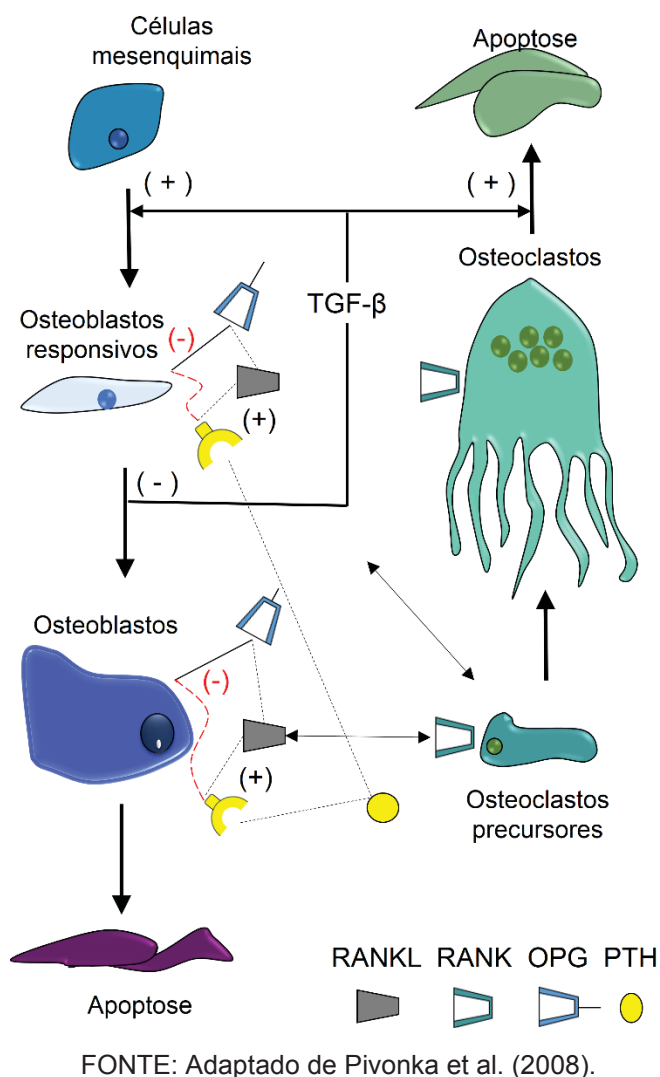 Células
mesenquimais
Apoptose
( + )
( + )
Osteoclastos
TGF-β
Osteoblastos
responsivos
(-)
(+)
( - )
Osteoblastos
(-)
(+)
Osteoclastos
precursores
Apoptose
RANKL RANK OPG PTH
FONTE: Adaptado de Pivonka et al. (2008).